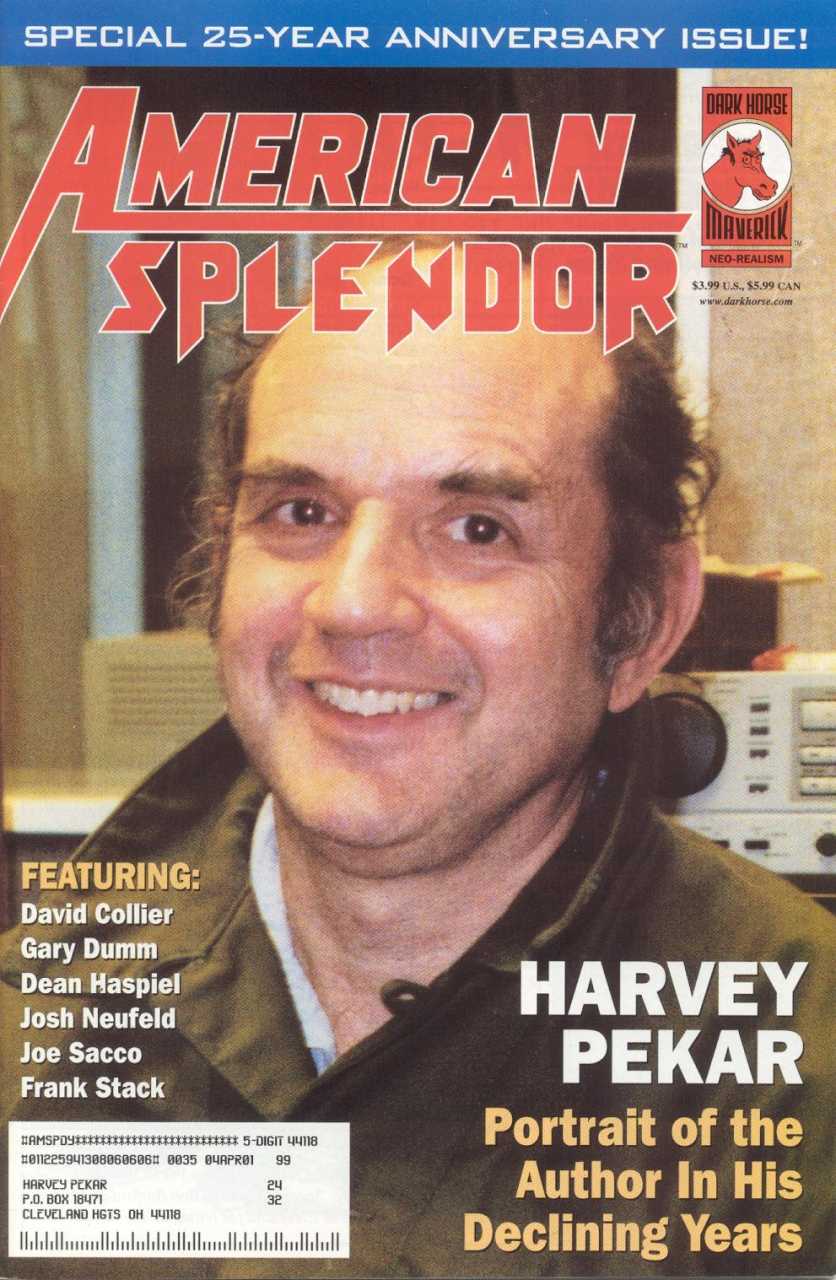 SPECIAL 25-YEAR ANNIVERSARY ISSUE!
AMERICAN
SPLENDOR™
DARK HORSE
MAVERICK™
NEO-REALISM
$3.99 U.S., $5.99 CAN
www.darkhorse.com
FEATURING:
David Collier
Gary Dumm
Dean Haspiel
Josh Neufeld
Joe Sacco
Frank Stack
HARVEY
PEKAR
Portrait of the
Author In His
Declining Years
#AMSPDY************************** 5-DIGIT 44118
#011225941308060606# 0035 04APR01 99
HARVEY PEKAR 24
P.O. BOX 18471 32
CLEVELAND HGTS OH 44118